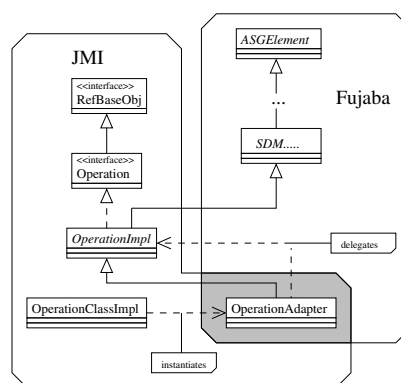 JMI
Fujaba
ASGElement
<<interface>>
RefBaseObj
...
<<interface>>
Operation
SDM.....
OperationImpl
delegates
OperationClassImpl
OperationAdapter
instantiates